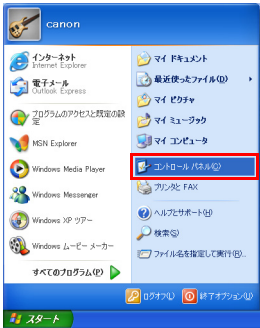 canon
インターネット
Internet Explorer
電子メール
Outlook Express
プログラムのアクセスと既定の設定
MSN Explorer
Windows Media Player
Windows Messenger
Windows XP ツアー
Windows ムービー メーカー
すべてのプログラム(P)
マイ ドキュメント
最近使ったファイル(D)
マイ ピクチャ
マイ ミュージック
マイ コンピュータ
コントロール パネル(C)
プリンタと FAX
ヘルプとサポート(H)
検索(S)
ファイル名を指定して実行(R)...
ログオフ(L)
終了オプション(U)
スタート